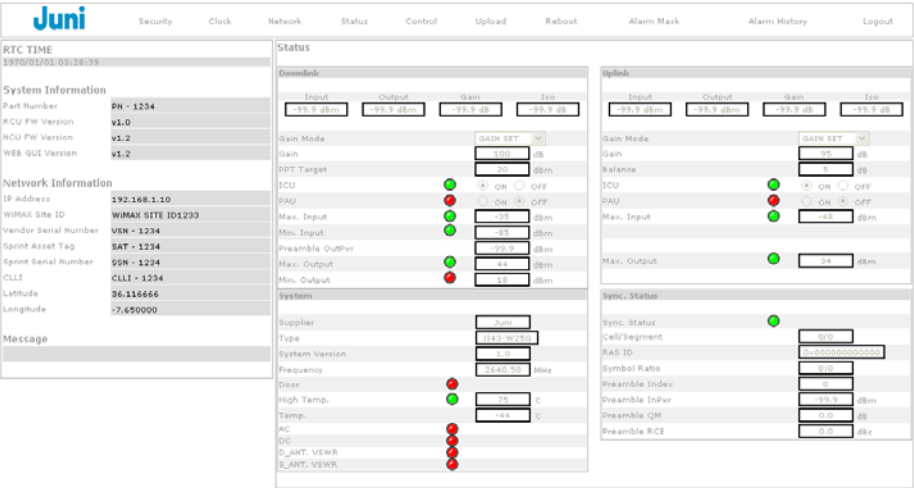 Juni
Security Clock Network Status Control Upload Reboot Alarm Mask Alarm History Logout
RTC TIME
1970/01/01 03:28:39
System Information
Part Number PN - 1234
RCU FW Version v1.0
NCU FW Version v1.2
WEB GUI Version v1.2
Network Information
IP Address 192.168.1.10
WiMAX Site ID WiMAX SITE ID1233
Vendor Serial Number VSN - 1234
Sprint Asset Tag SAT - 1234
Sprint Serial Number SSN - 1234
CLLI CLLI - 1234
Latitude 36.116666
Longitude -7.650000
Message
Status
Downlink
Input Output Gain Iso
-99.9 dBm -99.9 dBm -99.9 dB -99.9 dB
Gain Mode GAIN SET
Gain 100 dB
PPT Target 20 dBm
ICU ON OFF
PAU ON OFF
Max. Input -35 dBm
Min. Input -85 dBm
Preamble OutPwr -99.9 dBm
Max. Output 44 dBm
Min. Output 18 dBm
Uplink
Input Output Gain Iso
-99.9 dBm -99.9 dBm -99.9 dB -99.9 dB
Gain Mode GAIN SET
Gain 95 dB
Balance 5 dB
ICU ON OFF
PAU ON OFF
Max. Input -48 dBm
Max. Output 34 dBm
System
Supplier Juni
Type JI43-W25G
System Version 1.0
Frequency 2640.50 MHz
Door
High Temp. 75 ℃
Temp. -44 ℃
AC
DC
D_ANT. VSWR
S_ANT. VSWR
Sync. Status
Sync. Status
Cell/Segment 0/0
RAS ID 0x000000000000
Symbol Ratio 0:0
Preamble Index 0
Preamble InPwr -99.9 dBm
Preamble QM 0.0 dB
Preamble RCE 0.0 dBc